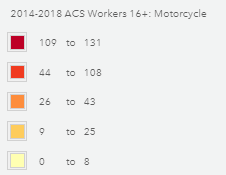 2014-2018 ACS Workers 16+: Motorcycle
109 to 131
44 to 108
26 to 43
9 to 25
0 to 8